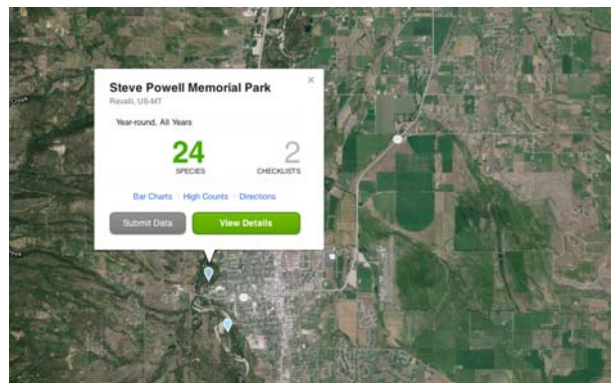 Steve Powell Memorial Park
Ravalli, US-MT
Year-round, All Years
24 2
SPECIES CHECKLISTS
Bar Charts | High Counts | Directions
Submit Data View Details